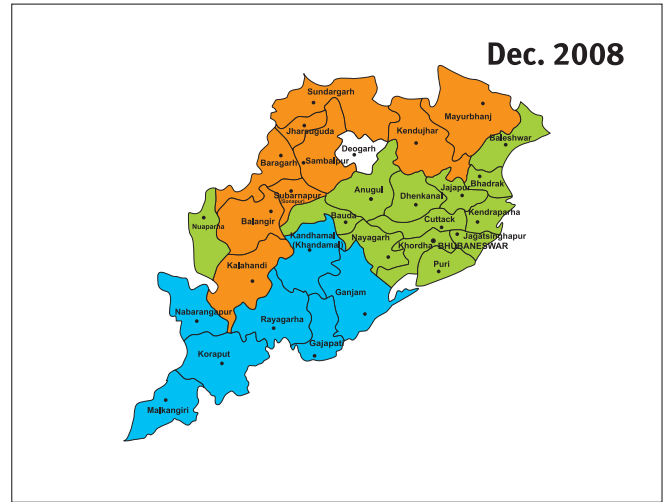 Dec. 2008
Sundargarh
Mayurbhanj
Jharsuguda
Kendujhar
Baleshwar
Deogarh
Baragarh
Sambalpur
Bhadrak
Anugul
Jajapur
Subarnapur
(Sonapur)
Dhenkanal
Kendraparha
Balangir
Bauda
Cuttack
Nuaparha
Kandhamal
(Khandamal)
Nayagarh
Jagatsinghapur
Khordha
BHUBANESWAR
Kalahandi
Puri
Ganjam
Nabarangapur
Rayagarha
Gajapati
Koraput
Malkangiri